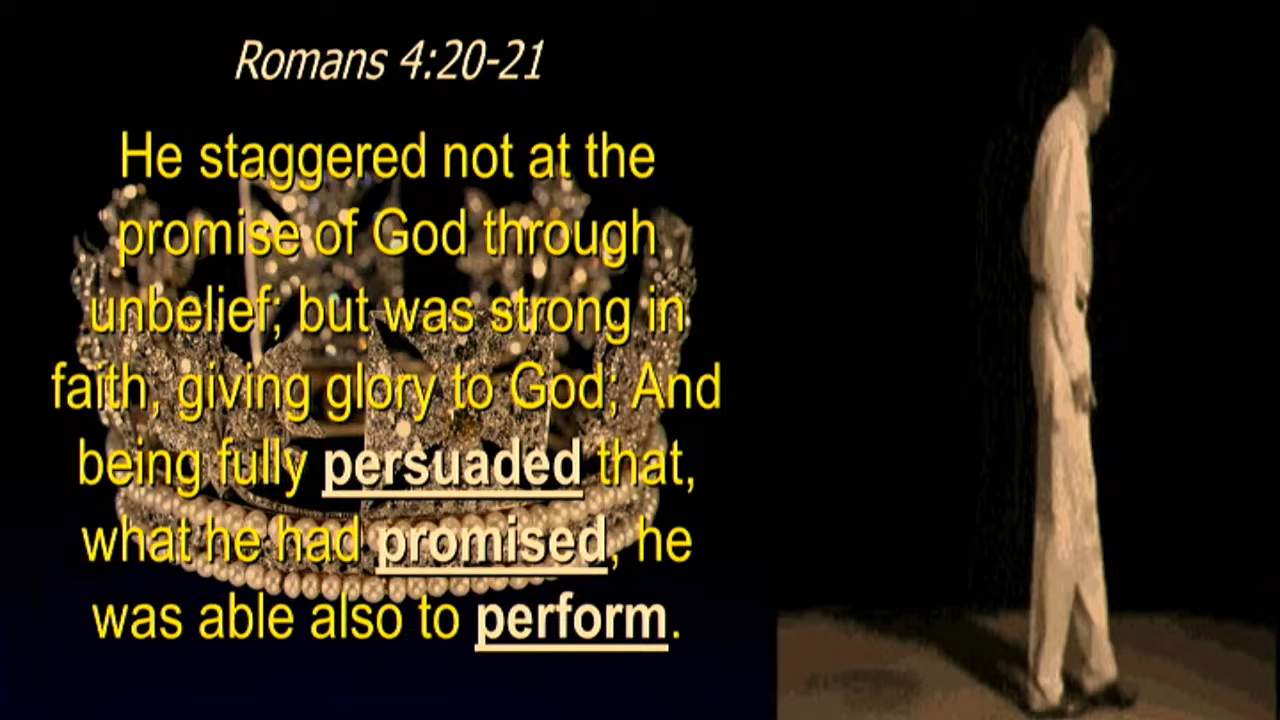 Romans 4:20-21
He staggered not at the
promise of God through
unbelief; but was strong in
faith, giving glory to God; And
being fully persuaded that,
what he had promised, he
was able also to perform.